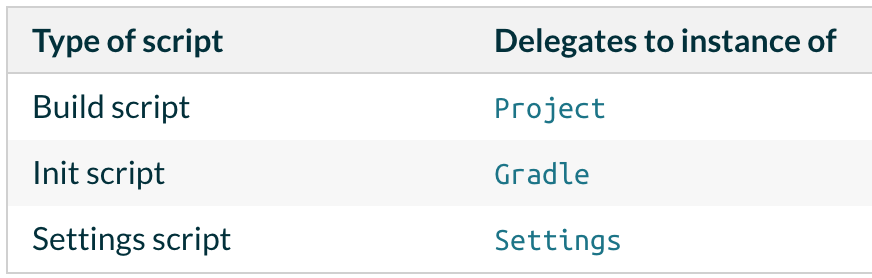 Type of script Delegates to instance of
Build script Project
Init script Gradle
Settings script Settings